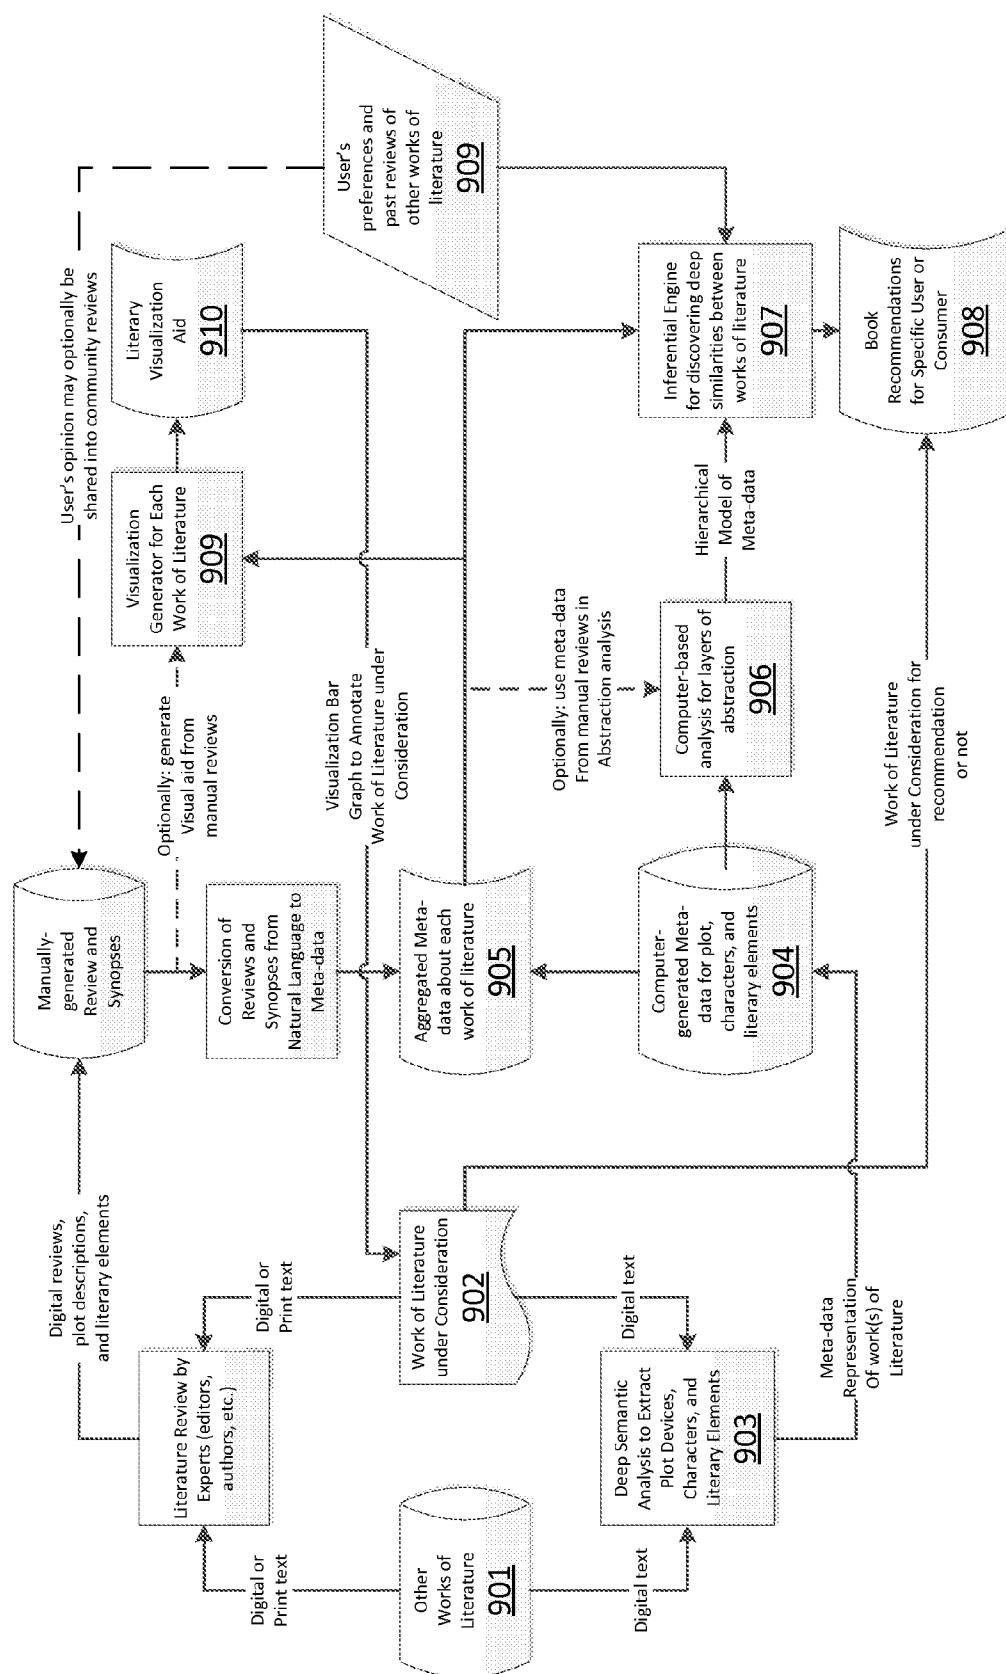 Digital reviews,
plot descriptions,
and literary elements
Manually-
generated
Review and
Synopses
User's opinion may optionally be
shared into community reviews
Literature Review by
Experts (editors,
authors, etc..)
Digital or
Print text
Digital or
Print text
Conversion of
Reviews and
Synopses from
Natural Language to
Meta-data
Optionally: generate
Visual aid from
manual reviews
Visualization
Generator for Each
Work of Literature
909
Literary
Visualization
Aid
910
User's
preferences and
past reviews of
other works of
literature
909
Visualization Bar
Graph to Annotate
Work of Literature under
Consideration
Other
Works of
Literature
901
Work of Literature
under Consideration
902
Aggregated Meta-
data about each
work of literature
905
Optionally: use meta-data
From manual reviews in
Abstraction analysis
Digital text
Digital text
Deep Semantic
Analysis to Extract
Plot Devices,
Characters, and
Literary Elements
903
Computer-
generated Meta-
data for plot,
characters, and
literary elements
904
Computer-based
analysis for layers of
abstraction
906
Hierarchical
Model of
Meta-data
Inferential Engine
for discovering deep
similarities between
works of literature
907
Meta-data
Representation
Of work(s) of
Literature
Work of Literature
under Consideration for
recommendation
or not
Book
Recommendations
for Specific User or
Consumer
908